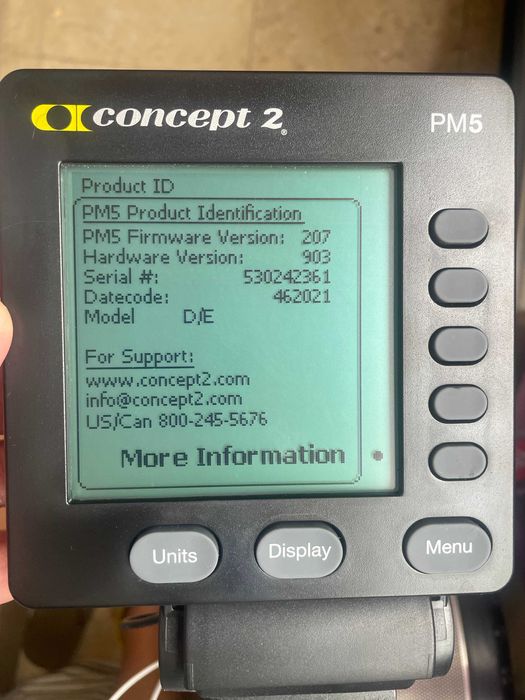 concept 2®
PM5
Product ID
PM5 Product Identification
PM5 Firmware Version: 207
Hardware Version: 903
Serial #: 530242361
Datecode: 462021
Model D/E
For Support:
www.concept2.com
info@concept2.com
US/Can 800-245-5676
More Information
Units
Display
Menu